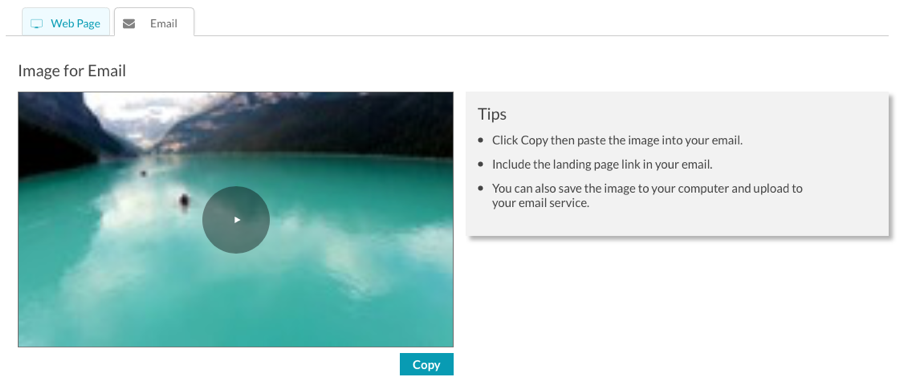 Web Page
Email
Image for Email
Tips
Click Copy then paste the image into your email.
Include the landing page link in your email.
You can also save the image to your computer and upload to
your email service.
Copy